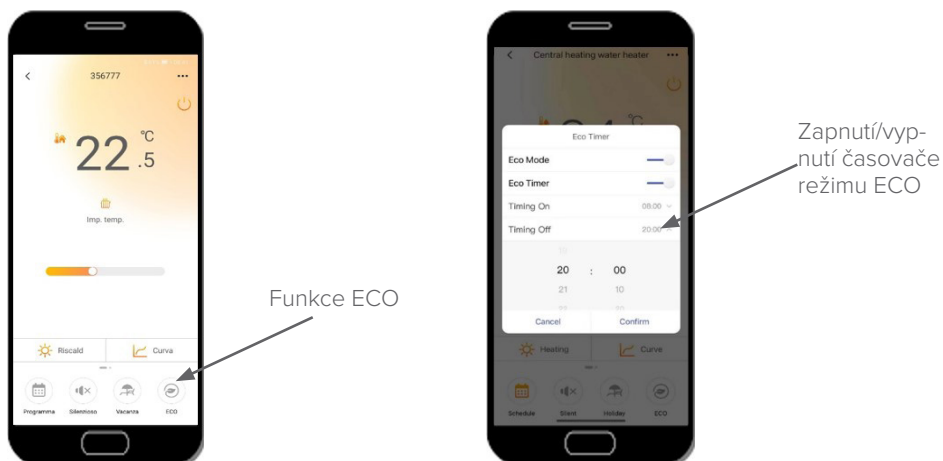 356777
22.5 °C
Imp. temp.
Riscald
Curva
Programma
Silenzioso
Vacanza
ECO
Funkce ECO
Central heating water heater
Eco Timer
Eco Mode
Eco Timer
Timing On 08:00
Timing Off 20:00
20 : 00
21 10
Cancel Confirm
Heating
Curve
Schedule
Silent
Holiday
ECO
Zapnutí/vyp-
nutí časovače
režimu ECO